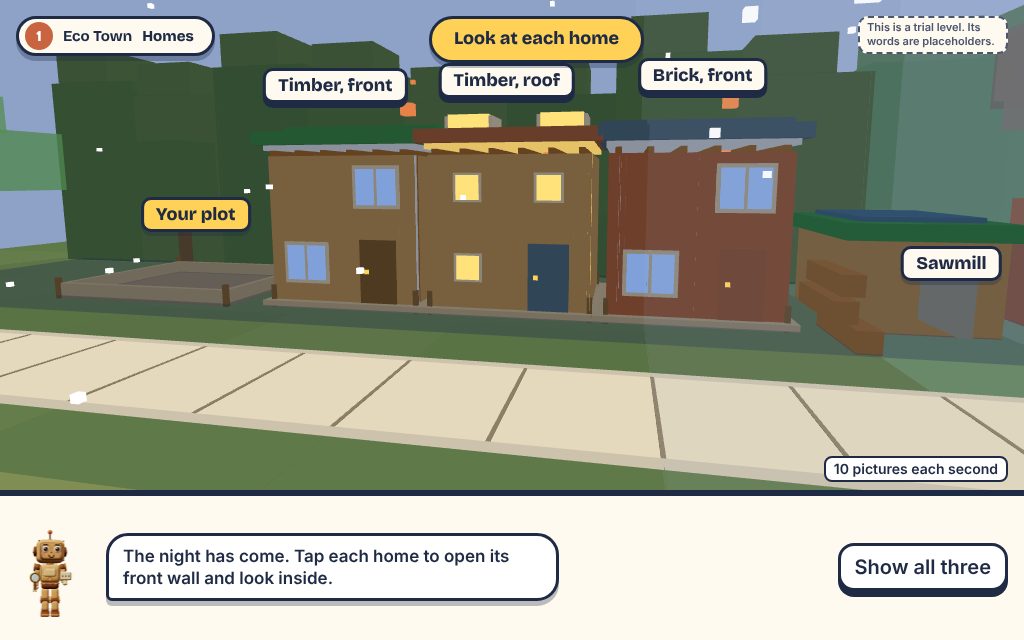 1 Eco Town Homes
Look at each home
This is a trial level. Its
words are placeholders.
Timber, front
Timber, roof
Brick, front
Your plot
Sawmill
10 pictures each second
The night has come. Tap each home to open its
front wall and look inside.
Show all three